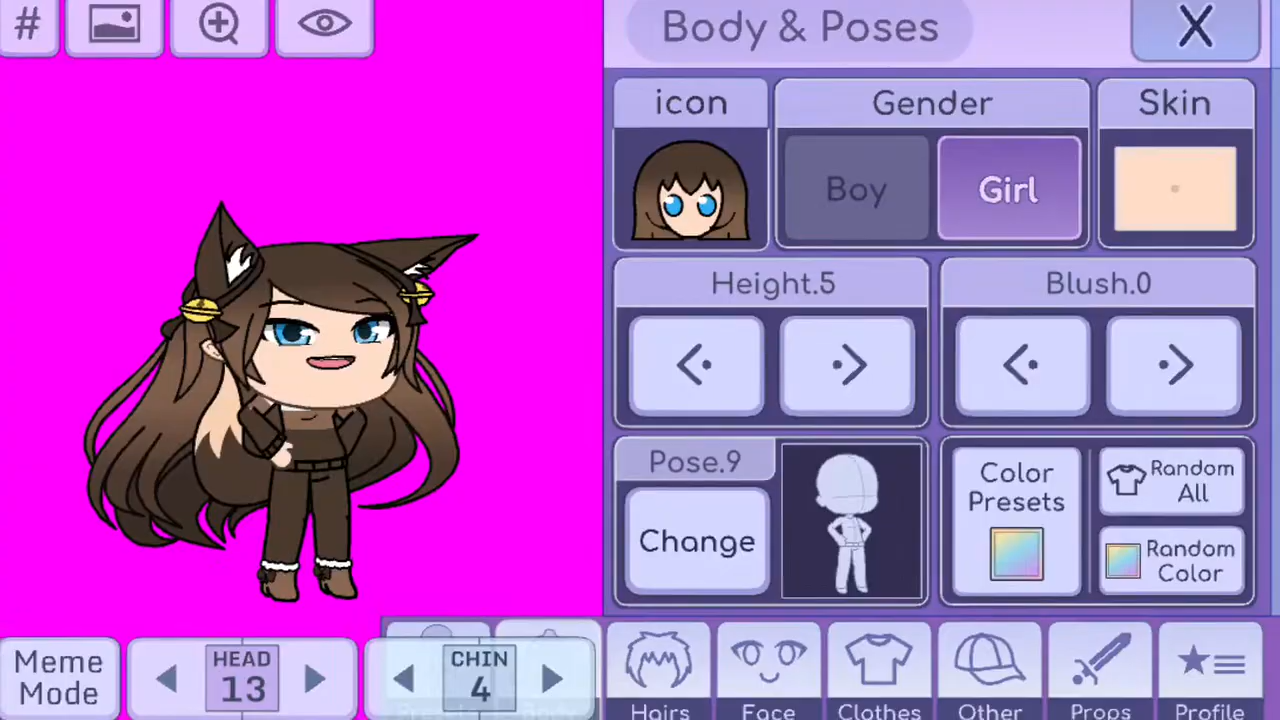 #
Body & Poses
X
icon
Gender
Skin
Boy
Girl
Height.5
Blush.0
Pose.9
Change
Color
Presets
Random
All
Random
Color
Meme
Mode
HEAD
13
CHIN
4
Hairs
Face
Clothes
Other
Props
Profile